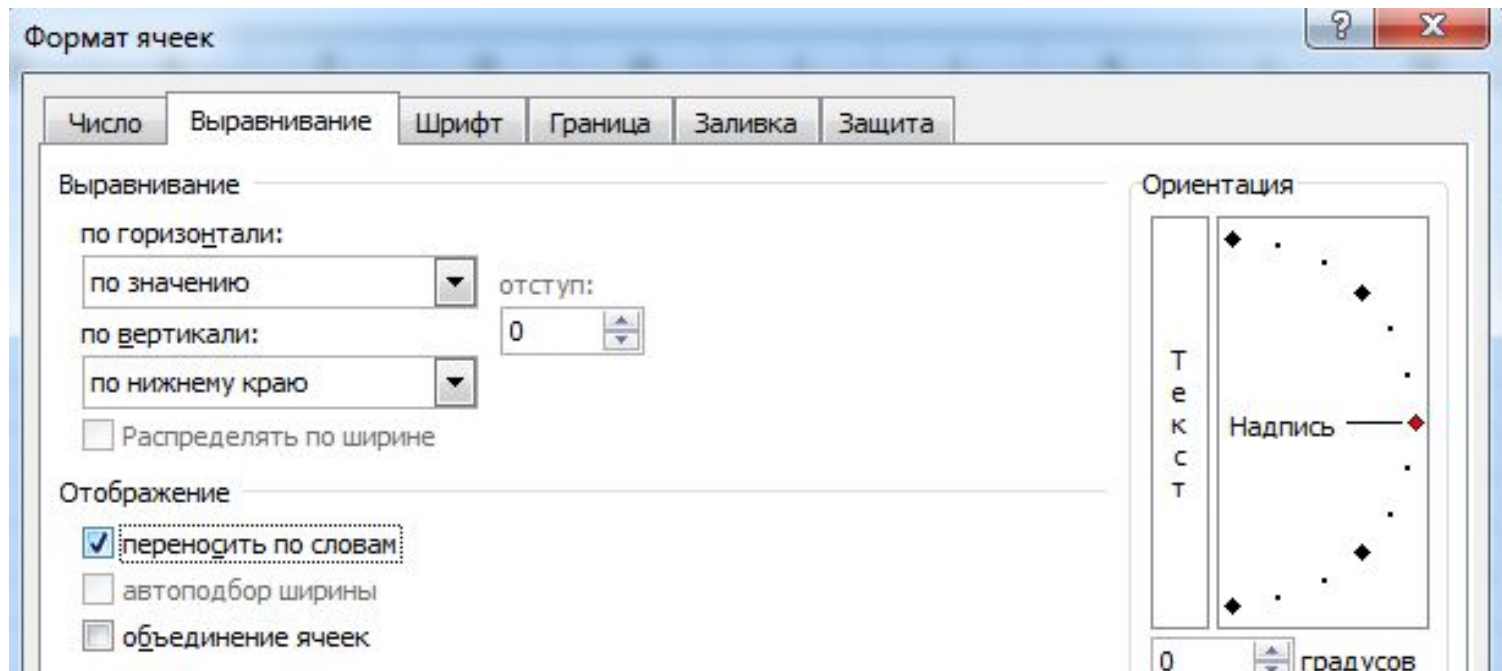 Формат ячеек
Число Выравнивание Шрифт Граница Заливка Защита
Выравнивание
по горизонтали:
по значению
отступ:
по вертикали:
0
по нижнему краю
Распределять по ширине
Отображение
переносить по словам
автоподбор ширины
объединение ячеек
Ориентация
Текст
Надпись
0 градусов